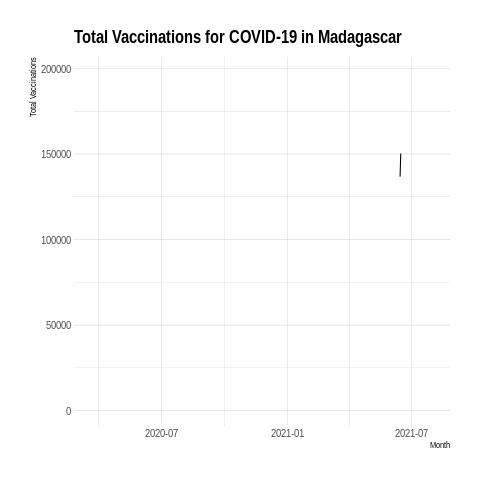 Total Vaccinations for COVID-19 in Madagascar
Total Vaccinations
200000
150000
100000
50000
0
2020-07 2021-01 2021-07
Month